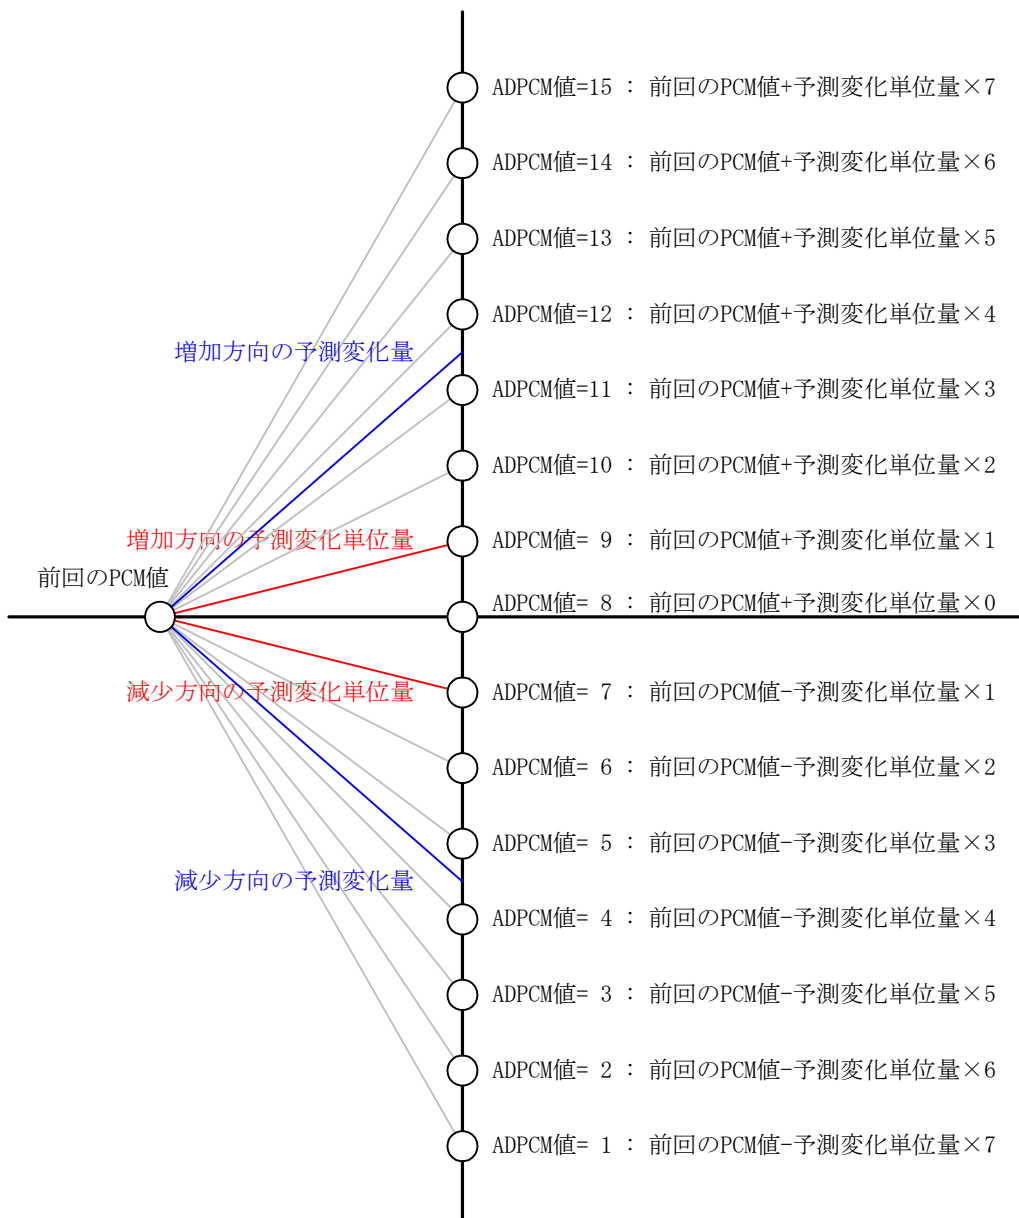 ADPCM値=15 : 前回のPCM値+予測変化単位量×7
ADPCM値=14 : 前回のPCM値+予測変化単位量×6
ADPCM値=13 : 前回のPCM値+予測変化単位量×5
ADPCM値=12 : 前回のPCM値+予測変化単位量×4
増加方向の予測変化量
ADPCM値=11 : 前回のPCM値+予測変化単位量×3
ADPCM値=10 : 前回のPCM値+予測変化単位量×2
増加方向の予測変化単位量
ADPCM値= 9 : 前回のPCM値+予測変化単位量×1
前回のPCM値
ADPCM値= 8 : 前回のPCM値+予測変化単位量×0
減少方向の予測変化単位量
ADPCM値= 7 : 前回のPCM値−予測変化単位量×1
ADPCM値= 6 : 前回のPCM値−予測変化単位量×2
ADPCM値= 5 : 前回のPCM値−予測変化単位量×3
減少方向の予測変化量
ADPCM値= 4 : 前回のPCM値−予測変化単位量×4
ADPCM値= 3 : 前回のPCM値−予測変化単位量×5
ADPCM値= 2 : 前回のPCM値−予測変化単位量×6
ADPCM値= 1 : 前回のPCM値−予測変化単位量×7